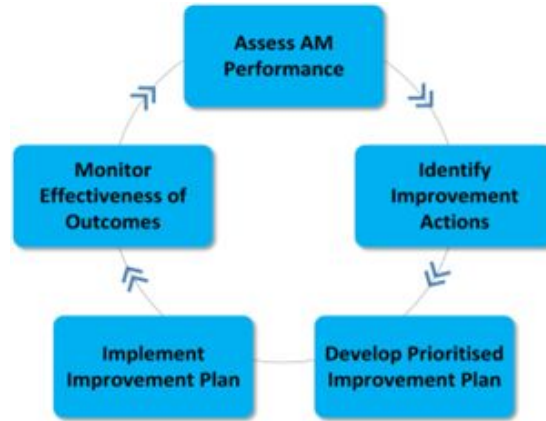 Assess AM
Performance
Identify
Improvement
Actions
Develop Prioritised
Improvement Plan
Implement
Improvement Plan
Monitor
Effectiveness of
Outcomes